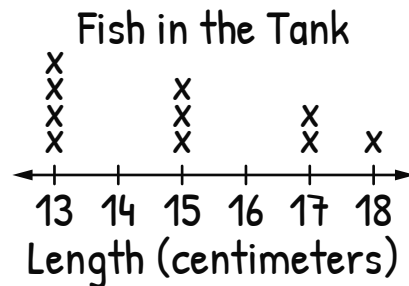 Fish in the Tank
x
x x
x x x
x x x x
13 14 15 16 17 18
Length (centimeters)